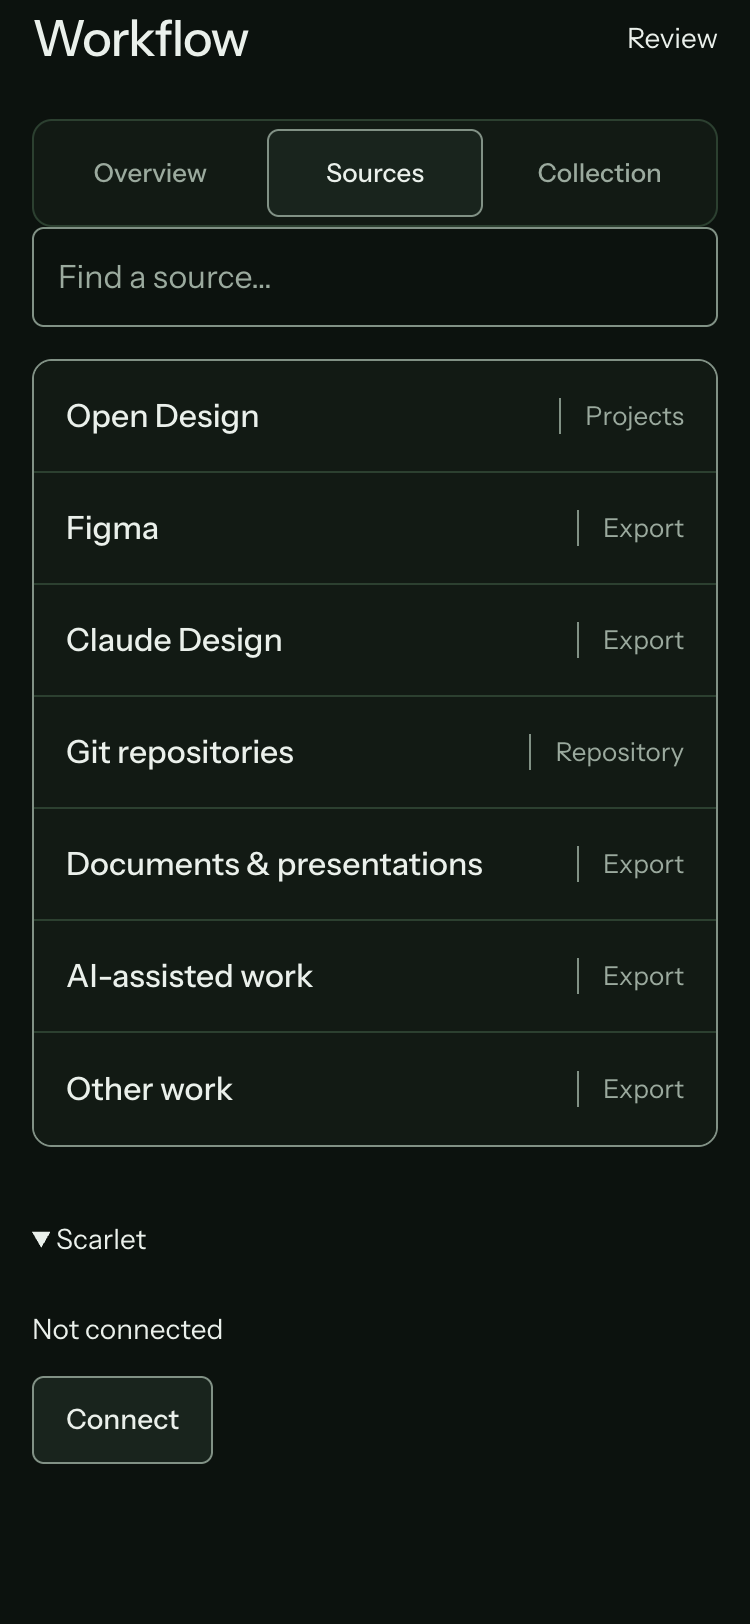 Workflow
Review
Overview
Sources
Collection
Find a source...
Open Design
Projects
Figma
Export
Claude Design
Export
Git repositories
Repository
Documents & presentations
Export
AI-assisted work
Export
Other work
Export
Scarlet
Not connected
Connect